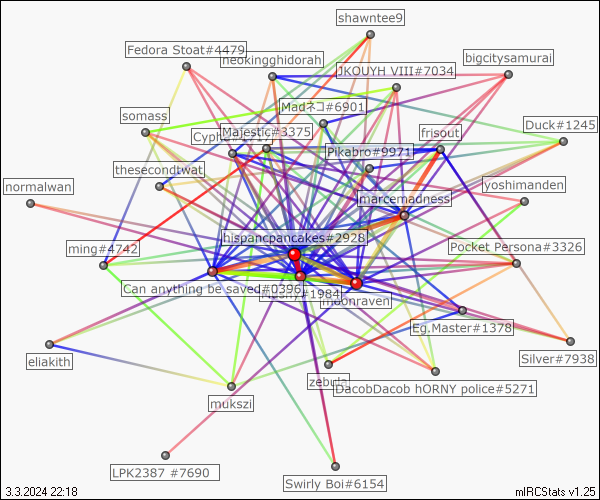 shawntee9
Fedora Stoat#4479
neokingghidorah
bigcitysamurai
JKOUYH VIII#7034
Madネコ#6901
somass
Majestic#3375
frisout
Duck#1245
Pikabro#9971
thesecondtwat
normalwan
yoshimanden
marcemadness
hispancpancakes#2928
ming#4742
Pocket Persona#3326
Can anything be saved#0396
#1984
moonraven
Eg.Master#1378
eliakith
Silver#7938
zebula
DacobDacob hORNY police#5271
mukszi
LPK2387 #7690
Swirly Boi#6154
3.3.2024 22:18
mIRCStats v1.25